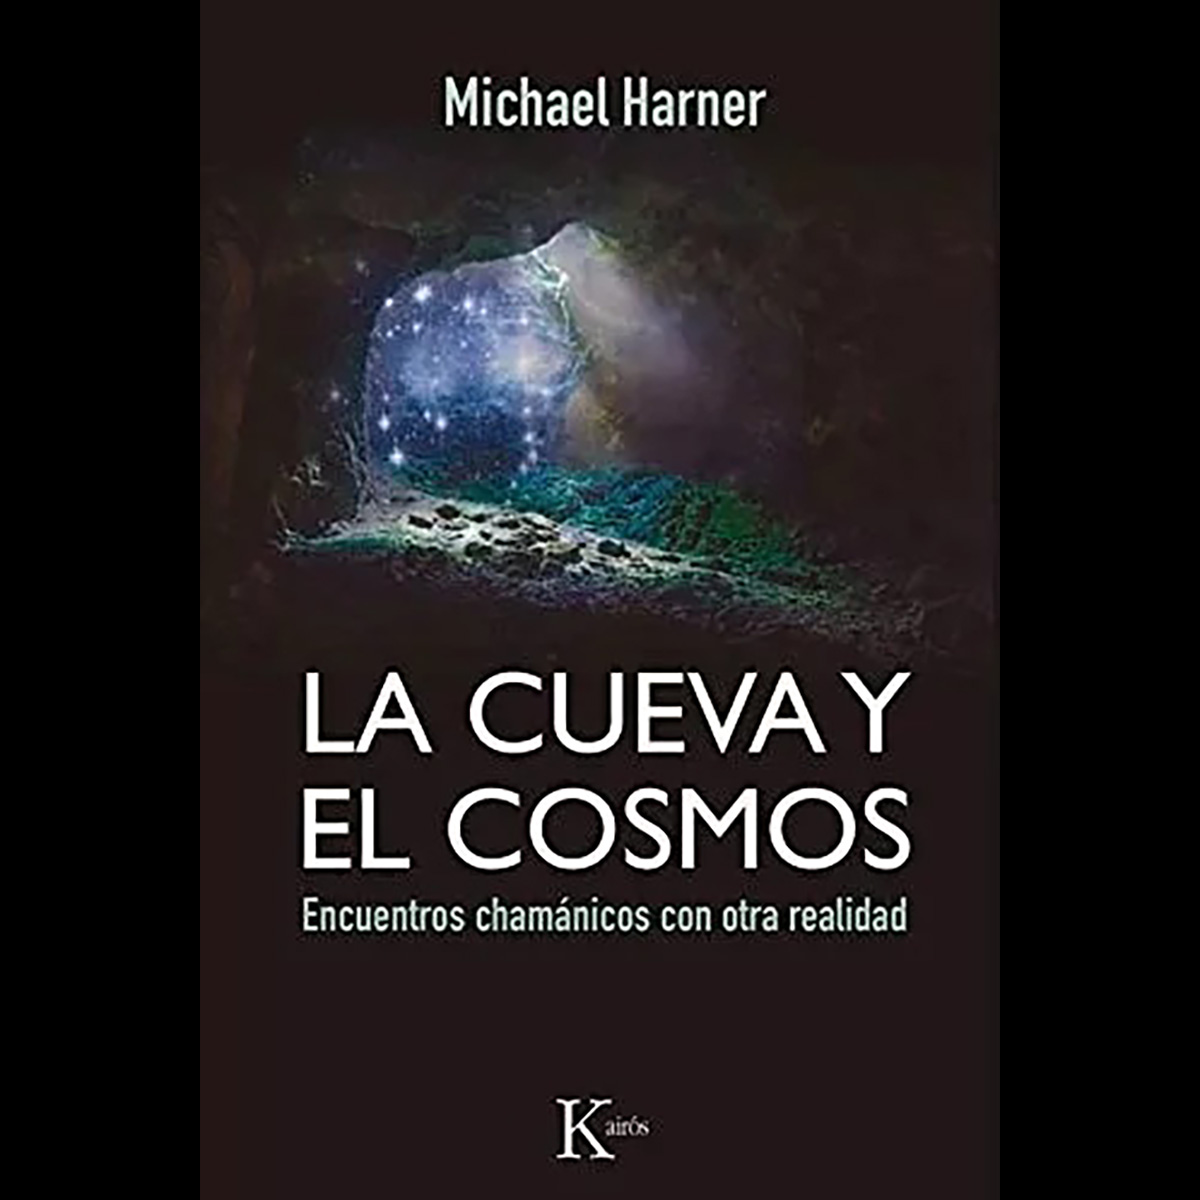 Michael Harner
LA CUEVA Y
EL COSMOS
Encuentros chamánicos con otra realidad
Kairós